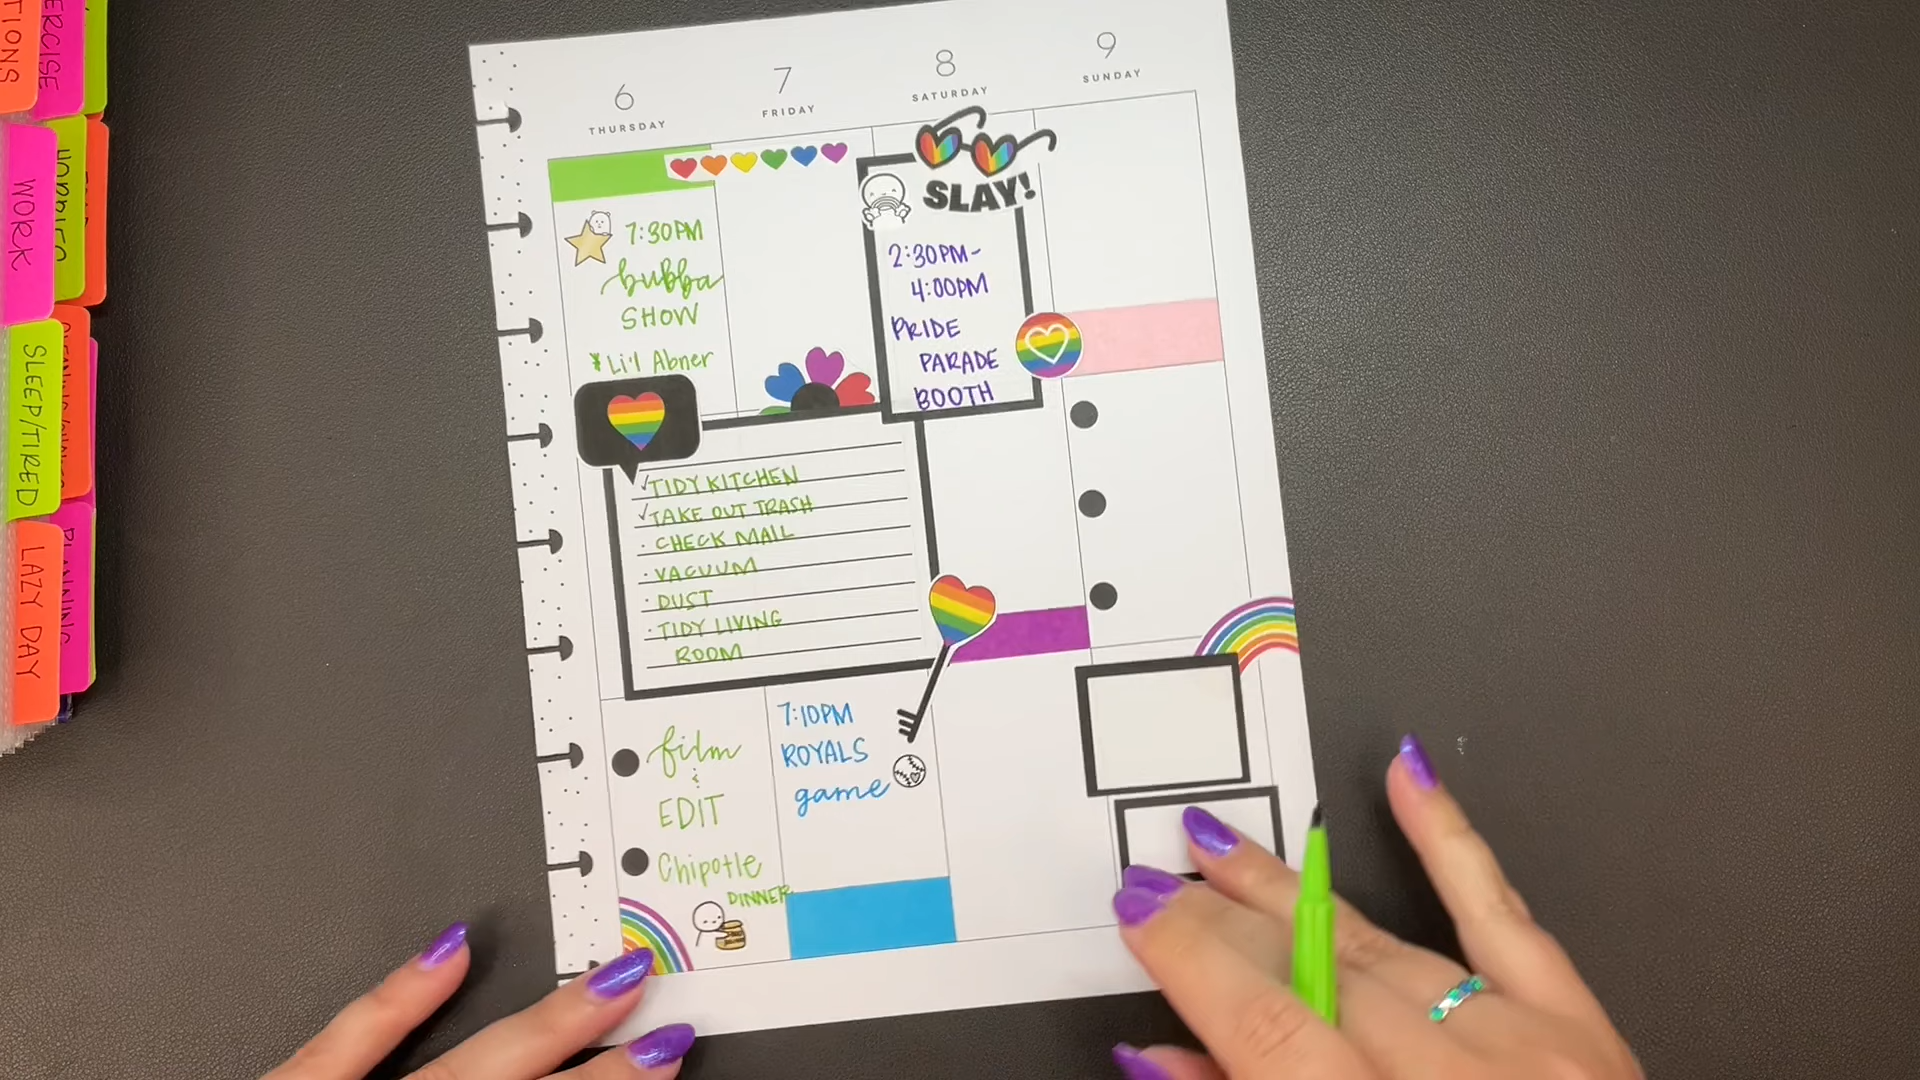 6
THURSDAY
7
FRIDAY
8
SATURDAY
9
SUNDAY
7:30PM
bubba
SHOW
* Li'l Abner
SLAY!
2:30PM-
4:00PM
PRIDE
PARADE
BOOTH
✓TIDY KITCHEN
✓TAKE OUT TRASH
· CHECK MAIL
· VACUUM
· DUST
· TIDY LIVING
ROOM
film
&
EDIT
Chipotle
DINNER
7:10PM
ROYALS
game
WORK
SLEEP/TIRED
LAZY DAY
PLANNING